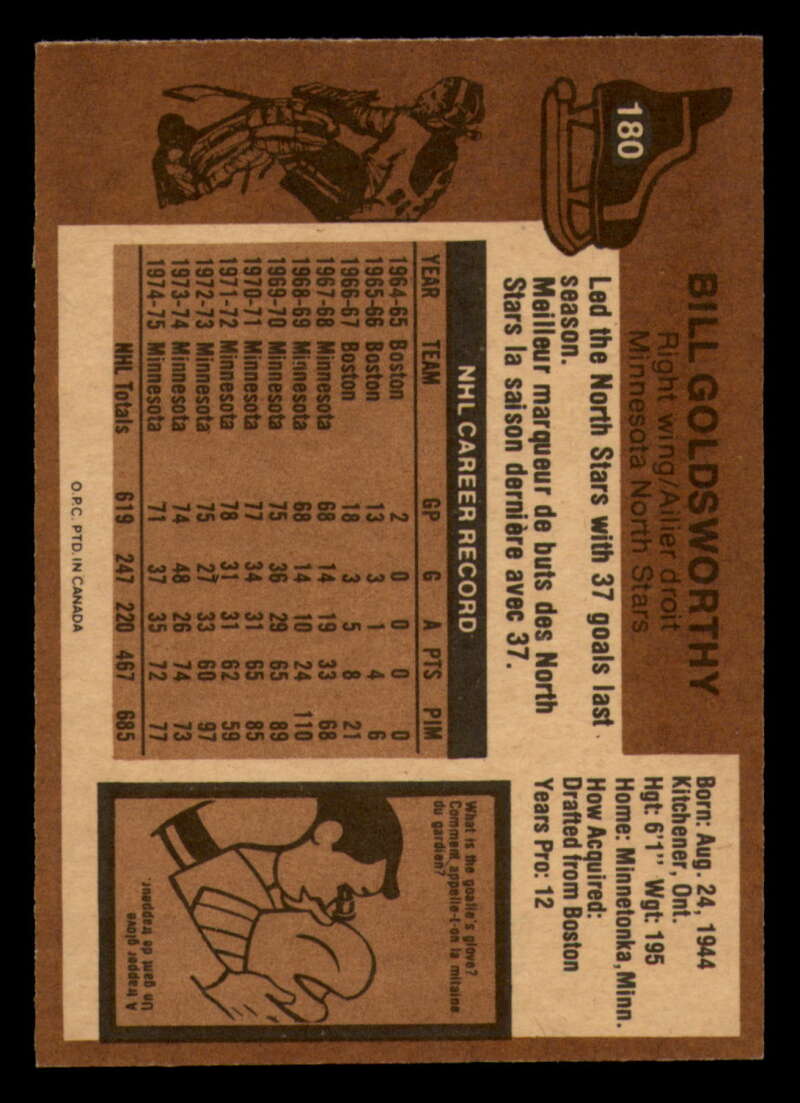 180
BILL GOLDSWORTHY
Right wing/Ailier droit
Minnesota North Stars
Led the North Stars with 37 goals last
season.
Meilleur marqueur de buts des North
Stars la saison dernière avec 37.
Born: Aug. 24, 1944
Kitchener, Ont.
Hgt: 6'1" Wgt: 195
Home: Minnetonka, Minn.
How Acquired:
Drafted from Boston
Years Pro: 12
NHL CAREER RECORD
YEAR TEAM GP G A PTS PIM
1964-65 Boston 2 0 0 0 0
1965-66 Boston 13 3 1 4 6
1966-67 Boston 18 3 5 8 21
1967-68 Minnesota 68 14 19 33 68
1968-69 Minnesota 68 14 10 24 110
1969-70 Minnesota 75 36 29 65 89
1970-71 Minnesota 77 34 31 65 85
1971-72 Minnesota 78 31 31 62 59
1972-73 Minnesota 75 27 33 60 97
1973-74 Minnesota 74 48 26 74 73
1974-75 Minnesota 71 37 35 72 77
NHL Totals 619 247 220 467 685
What is the goalie's glove?
Comment appelle-t-on la mitaine
du gardien?
A trapper glove
Un gant de trappeur.
O.P.C. PTD. IN CANADA